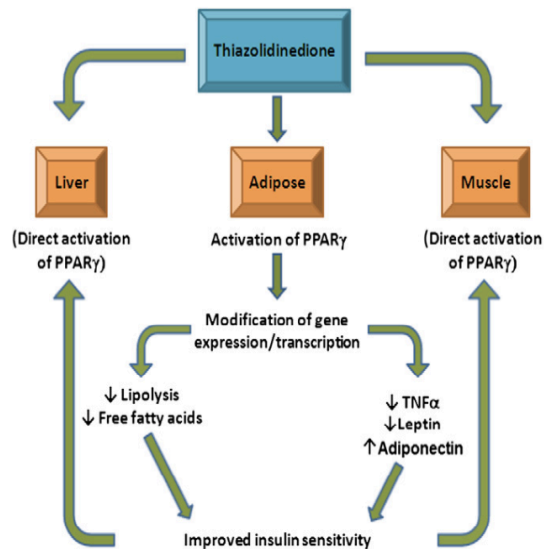 Thiazolidinedione
Liver
Adipose
Muscle
(Direct activation
of PPARγ)
Activation of PPARγ
(Direct activation
of PPARγ)
Modification of gene
expression/transcription
↓ Lipolysis
↓ Free fatty acids
↓ TNFα
↓Leptin
↑ Adiponectin
Improved insulin sensitivity